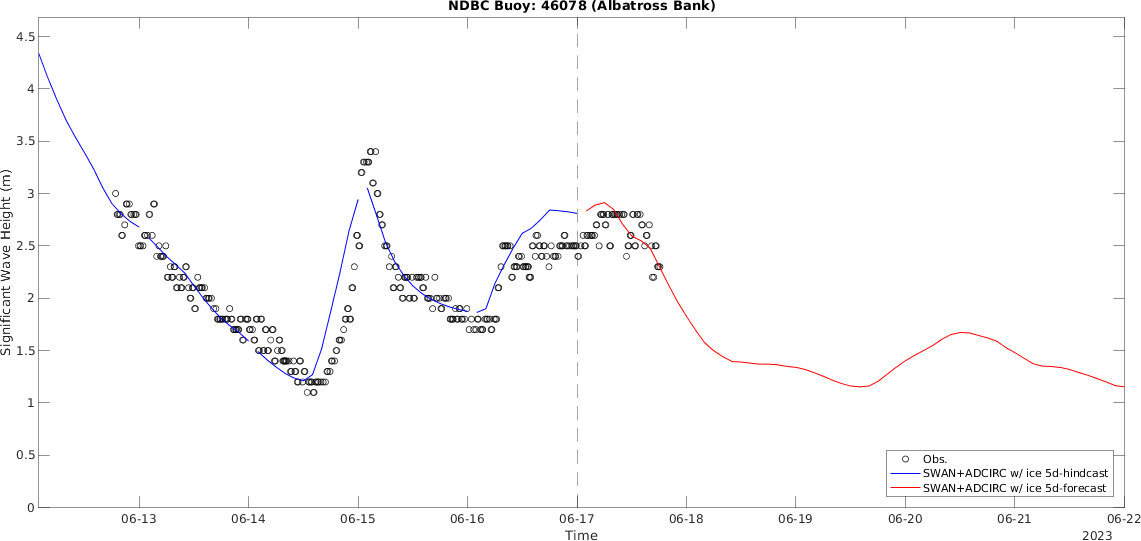 NDBC Buoy: 46078 (Albatross Bank)
4.5
4
3.5
3
2.5
2
1.5
1
0.5
0
Significant Wave Height (m)
Obs.
SWAN+ADCIRC w/ ice 5d-hindcast
SWAN+ADCIRC w/ ice 5d-forecast
06-13 06-14 06-15 06-16 06-17 06-18 06-19 06-20 06-21 06-22
Time
2023